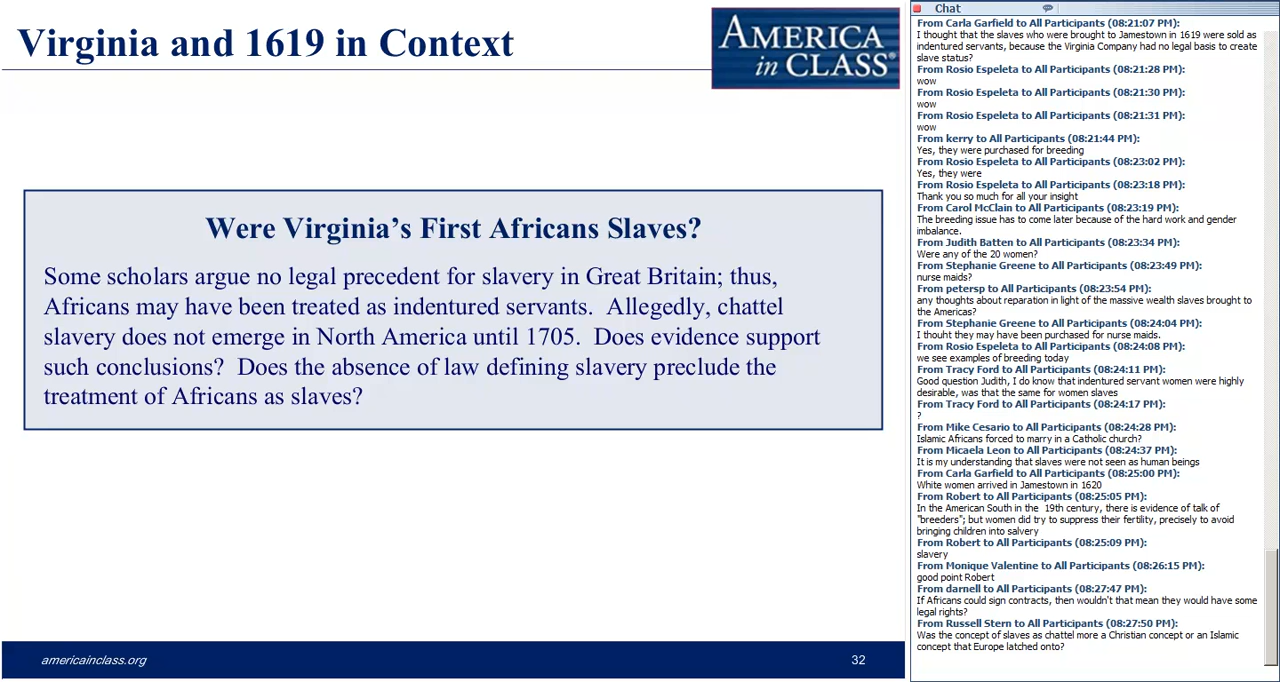 Virginia and 1619 in Context
AMERICA
in CLASS®
Were Virginia's First Africans Slaves?
Some scholars argue no legal precedent for slavery in Great Britain; thus,
Africans may have been treated as indentured servants.  Allegedly, chattel
slavery does not emerge in North America until 1705.  Does evidence support
such conclusions?  Does the absence of law defining slavery preclude the
treatment of Africans as slaves?
americainclass.org
32
Chat
From Carla Garfield to All Participants (08:21:07 PM):
I thought that the slaves who were brought to Jamestown in 1619 were sold as
indentured servants, because the Virginia Company had no legal basis to create
slave status?
From Rosio Espeleta to All Participants (08:21:28 PM):
wow
From Rosio Espeleta to All Participants (08:21:30 PM):
wow
From Rosio Espeleta to All Participants (08:21:31 PM):
wow
From kerry to All Participants (08:21:44 PM):
Yes, they were purchased for breeding
From Rosio Espeleta to All Participants (08:23:02 PM):
Yes, they were
From Rosio Espeleta to All Participants (08:23:18 PM):
Thank you so much for all your insight
From Carol McClain to All Participants (08:23:19 PM):
The breeding issue has to come later because of the hard work and gender
imbalance.
From Judith Batten to All Participants (08:23:34 PM):
Were any of the 20 women?
From Stephanie Greene to All Participants (08:23:49 PM):
nurse maids?
From petersp to All Participants (08:23:54 PM):
any thoughts about reparation in light of the massive wealth slaves brought to
the Americas?
From Stephanie Greene to All Participants (08:24:04 PM):
I thouht they may have been purchased for nurse maids.
From Rosio Espeleta to All Participants (08:24:08 PM):
we see examples of breeding today
From Tracy Ford to All Participants (08:24:11 PM):
Good question Judith, I do know that indentured servant women were highly
desirable, was that the same for women slaves
From Tracy Ford to All Participants (08:24:17 PM):
?
From Mike Cesario to All Participants (08:24:28 PM):
Islamic Africans forced to marry in a Catholic church?
From Micaela Leon to All Participants (08:24:37 PM):
It is my understanding that slaves were not seen as human beings
From Carla Garfield to All Participants (08:25:00 PM):
White women arrived in Jamestown in 1620
From Robert to All Participants (08:25:05 PM):
In the American South in the  19th century, there is evidence of talk of
"breeders"; but women did try to suppress their fertility, precisely to avoid
bringing children into salvery
From Robert to All Participants (08:25:09 PM):
slavery
From Monique Valentine to All Participants (08:26:15 PM):
good point Robert
From darnell to All Participants (08:27:47 PM):
If Africans could sign contracts, then wouldn't that mean they would have some
legal rights?
From Russell Stern to All Participants (08:27:50 PM):
Was the concept of slaves as chattel more a Christian concept or an Islamic
concept that Europe latched onto?